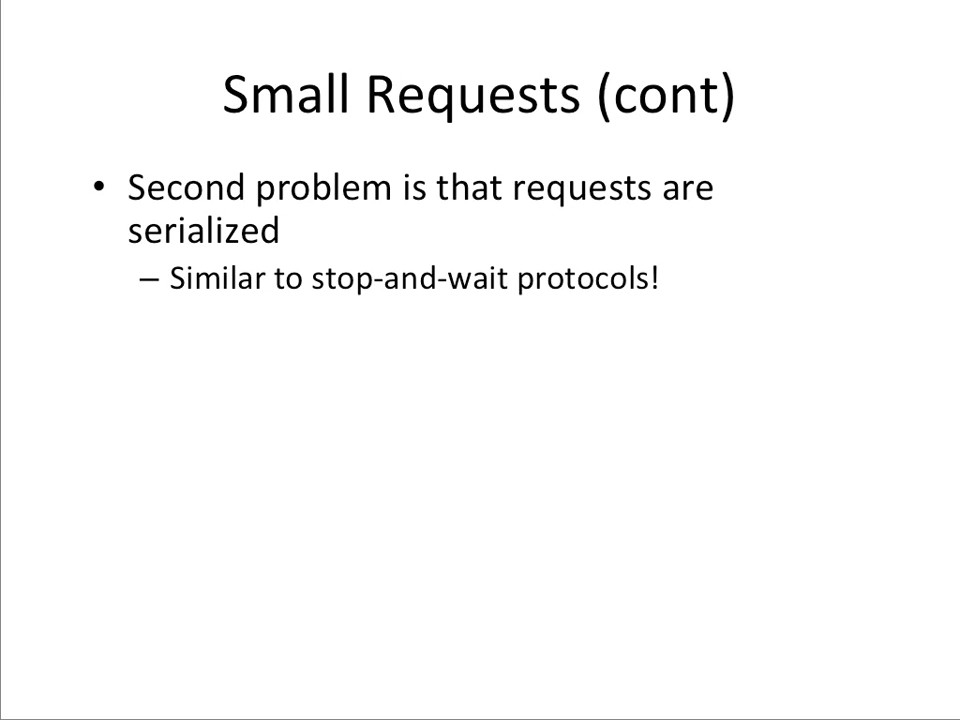 Small Requests (cont)
• Second problem is that requests are
serialized
– Similar to stop-and-wait protocols!